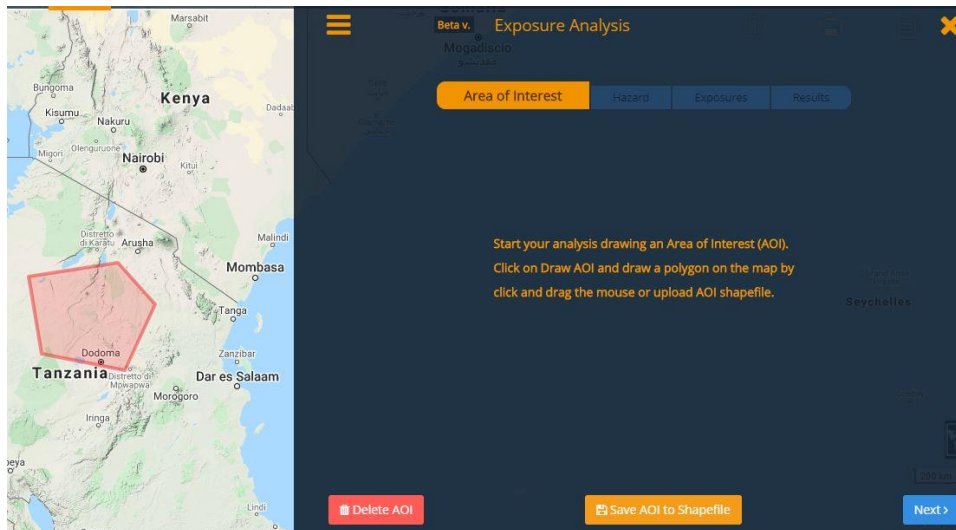 Marsabit
Bungoma
Kenya
Kisumu
Nakuru
Dadaab
Migori
Olenguruone
Nairobi
Kitui
Distretto
di Karatu
Arusha
Malindi
Mombasa
Tanga
Dodoma
Zanzibar
Tanzania
Distretto di
Mpwapwa
Dar es Salaam
Morogoro
Iringa
Lindi
Beta v.
Exposure Analysis
Mogadiscio
Area of Interest
Hazard
Exposures
Results
Start your analysis drawing an Area of Interest (AOI).
Click on Draw AOI and draw a polygon on the map by
click and drag the mouse or upload AOI shapefile.
Seychelles
200 km
Delete AOI
Save AOI to Shapefile
Next >